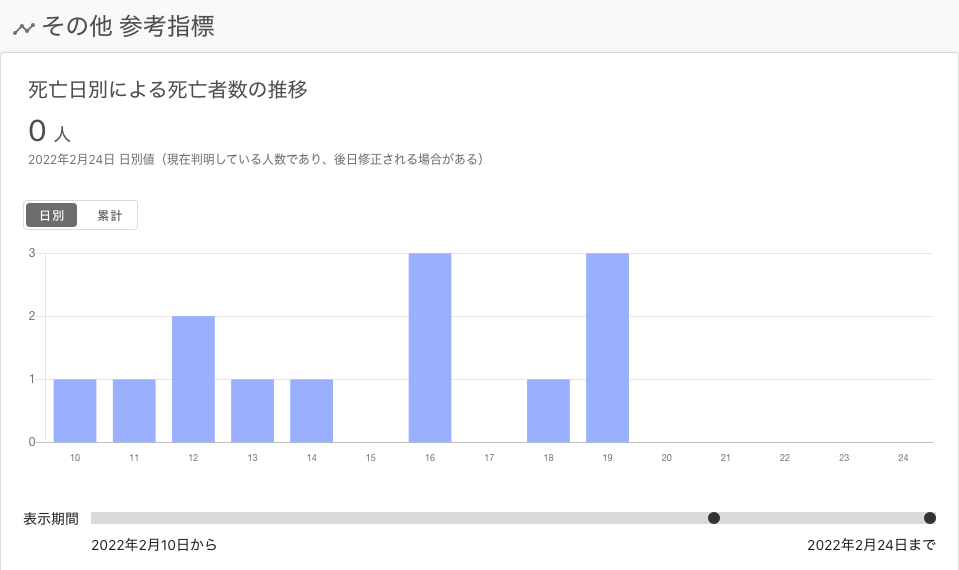 その他 参考指標
死亡日別による死亡者数の推移
0 人
2022年2月24日 日別値（現在判明している人数であり、後日修正される場合がある）
日別 累計
3
2
1
0
10 11 12 13 14 15 16 17 18 19 20 21 22 23 24
表示期間
2022年2月10日から 2022年2月24日まで